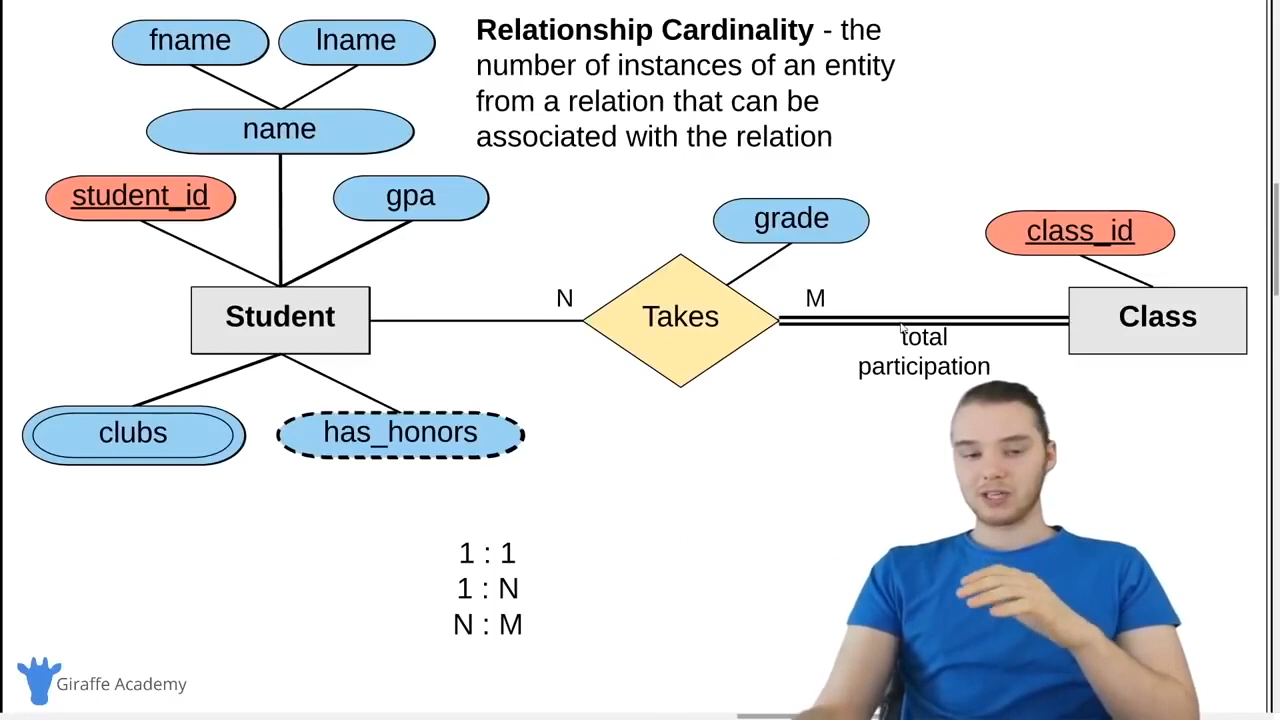 fname
lname
Relationship Cardinality - the
number of instances of an entity
from a relation that can be
associated with the relation
name
student_id
gpa
grade
class_id
Student
N
Takes
M
Class
total
participation
clubs
has_honors
1 : 1
1 : N
N : M
Giraffe Academy